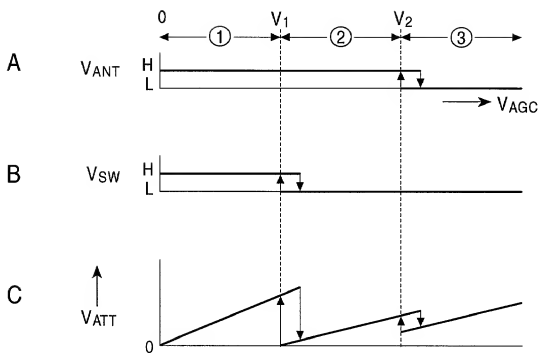 0 V1 V2
① ② ③
A VANT H
L
VAGC
B VSW H
L
C VATT
0